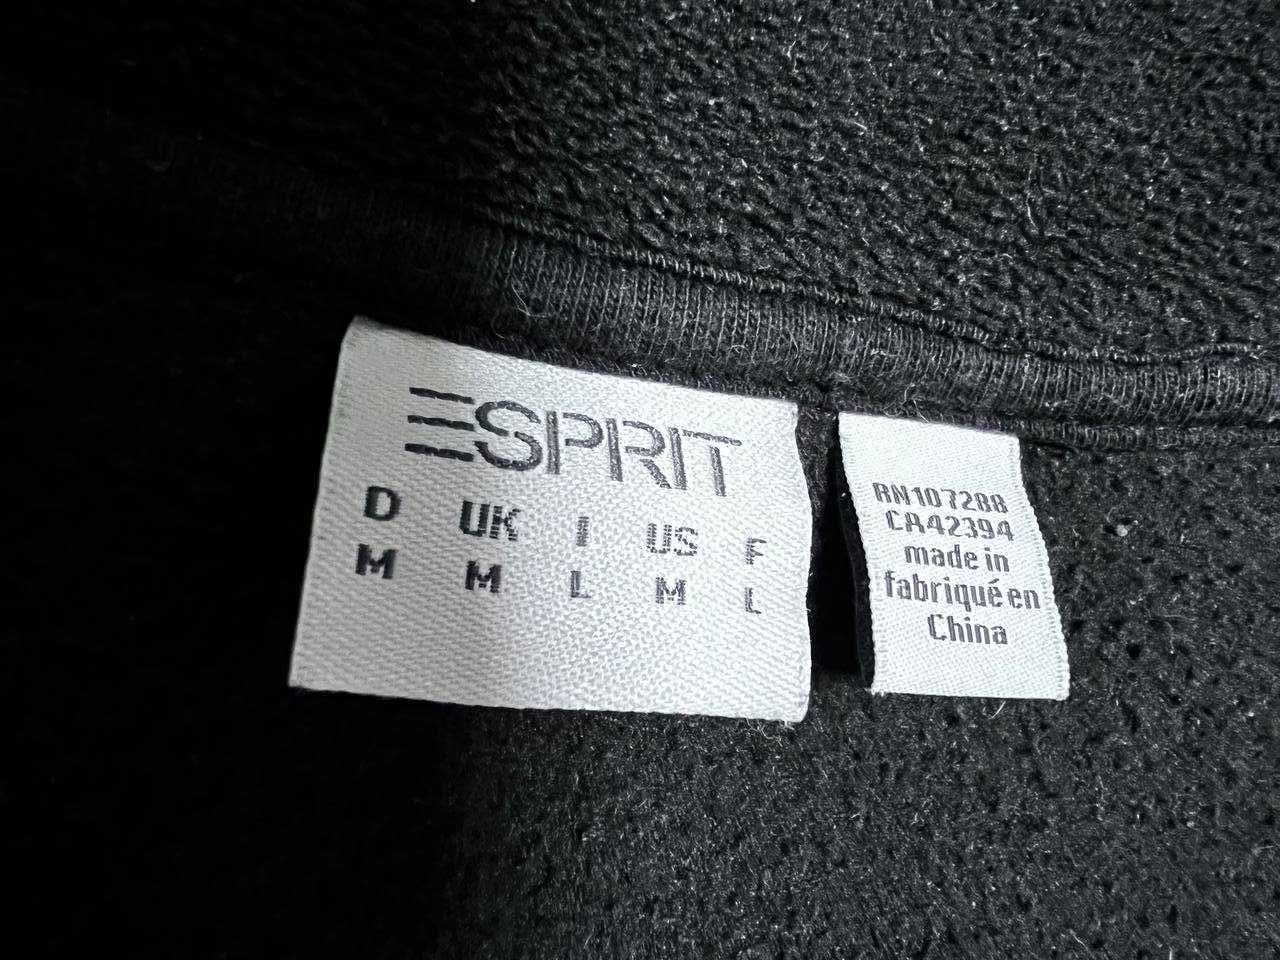 ESPRIT
D UK I US F
M M L M L
RN107288
CA42394
made in
fabriqué en
China